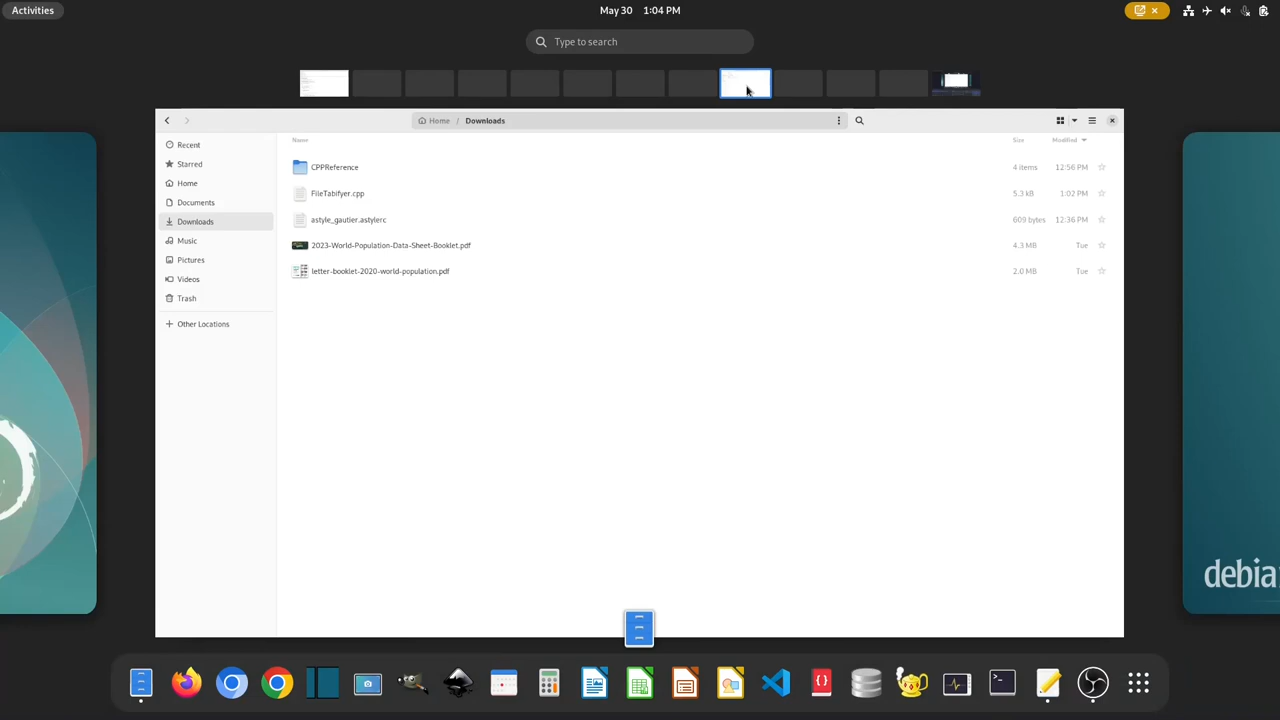 Activities
May 30 1:04 PM
Type to search
Home / Downloads
Name Size Modified
Recent
Starred
Home
Documents
Downloads
Music
Pictures
Videos
Trash
Other Locations
CPPReference 4 items 12:56 PM
FileTabifyer.cpp 5.3 kB 1:02 PM
astyle_gautier.astylerc 609 bytes 12:36 PM
2023-World-Population-Data-Sheet-Booklet.pdf 4.3 MB Tue
letter-booklet-2020-world-population.pdf 2.0 MB Tue
debia